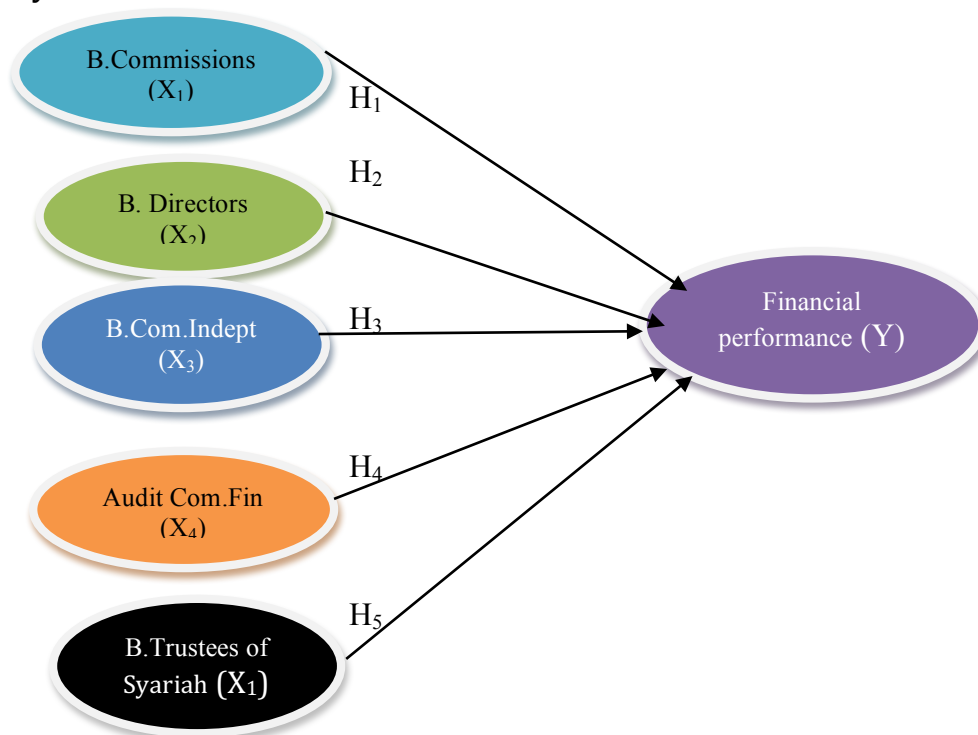 B.Commissions
(X₁)
H₁
H₂
B. Directors
(X₂)
B.Com.Indept
(X₃)
H₃
Financial
performance (Y)
Audit Com.Fin
(X₄)
H₄
B.Trustees of
Syariah (X₁)
H₅